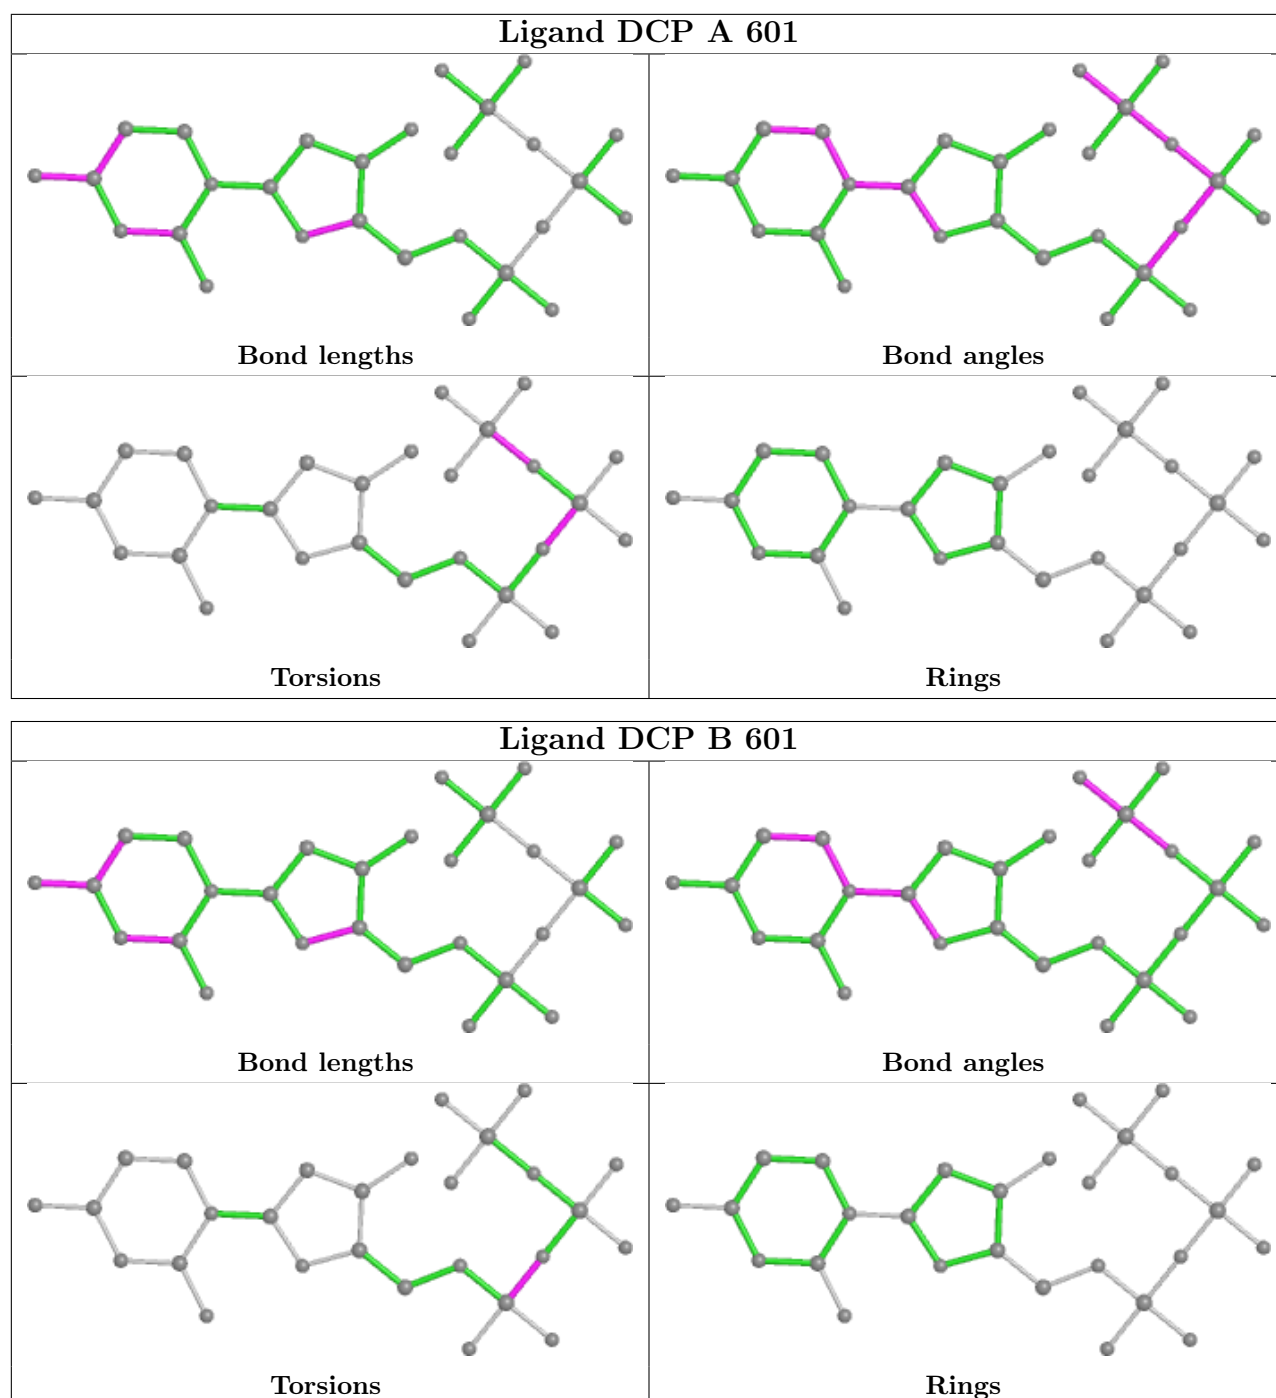 Ligand DCP A 601
Bond lengths
Bond angles
Torsions
Rings
Ligand DCP B 601
Bond lengths
Bond angles
Torsions
Rings